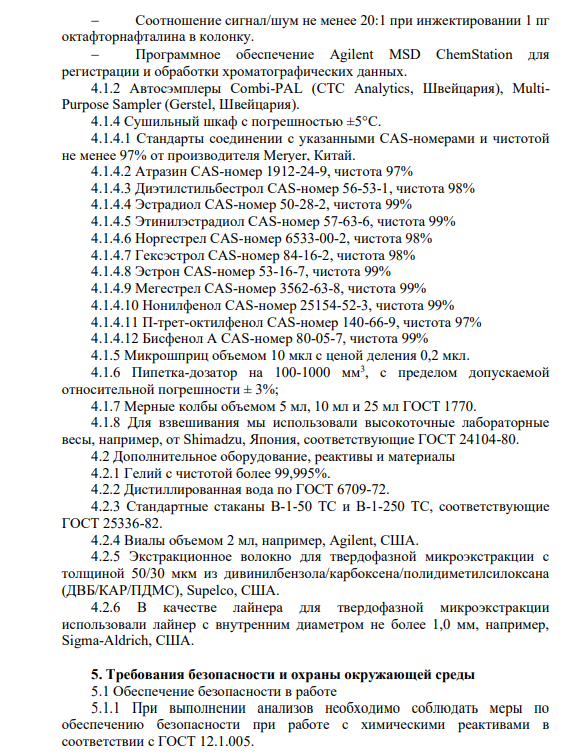 – Соотношение сигнал/шум не менее 20:1 при инжектировании 1 пг
октафторнафталина в колонку.
– Программное обеспечение Agilent MSD ChemStation для
регистрации и обработки хроматографических данных.
4.1.2 Автосэмплеры Combi-PAL (CTC Analytics, Швейцария), Multi-
Purpose Sampler (Gerstel, Швейцария).
4.1.4 Сушильный шкаф с погрешностью ±5°C.
4.1.4.1 Стандарты соединении с указанными CAS-номерами и чистотой
не менее 97% от производителя Meryer, Китай.
4.1.4.2 Атразин CAS-номер 1912-24-9, чистота 97%
4.1.4.3 Диэтилстильбестрол CAS-номер 56-53-1, чистота 98%
4.1.4.4 Эстрадиол CAS-номер 50-28-2, чистота 99%
4.1.4.5 Этинилэстрадиол CAS-номер 57-63-6, чистота 99%
4.1.4.6 Норгестрел CAS-номер 6533-00-2, чистота 98%
4.1.4.7 Гексэстрол CAS-номер 84-16-2, чистота 98%
4.1.4.8 Эстрон CAS-номер 53-16-7, чистота 99%
4.1.4.9 Мегестрел CAS-номер 3562-63-8, чистота 99%
4.1.4.10 Нонилфенол CAS-номер 25154-52-3, чистота 99%
4.1.4.11 П-трет-октилфенол CAS-номер 140-66-9, чистота 97%
4.1.4.12 Бисфенол А CAS-номер 80-05-7, чистота 99%
4.1.5 Микрошприц объемом 10 мкл с ценой деления 0,2 мкл.
4.1.6 Пипетка-дозатор на 100-1000 мм³, с пределом допускаемой
относительной погрешности ± 3%;
4.1.7 Мерные колбы объемом 5 мл, 10 мл и 25 мл ГОСТ 1770.
4.1.8 Для взвешивания мы использовали высокоточные лабораторные
весы, например, от Shimadzu, Япония, соответствующие ГОСТ 24104-80.
4.2 Дополнительное оборудование, реактивы и материалы
4.2.1 Гелий с чистотой более 99,995%.
4.2.2 Дистиллированная вода по ГОСТ 6709-72.
4.2.3 Стандартные стаканы В-1-50 ТС и В-1-250 ТС, соответствующие
ГОСТ 25336-82.
4.2.4 Виалы объемом 2 мл, например, Agilent, США.
4.2.5 Экстракционное волокно для твердофазной микроэкстракции с
толщиной 50/30 мкм из дивинилбензола/карбоксена/полидиметилсилоксана
(ДВБ/КАР/ПДМС), Supelco, США.
4.2.6 В качестве лайнера для твердофазной микроэкстракции
использовали лайнер с внутренним диаметром не более 1,0 мм, например,
Sigma-Aldrich, США.
5. Требования безопасности и охраны окружающей среды
5.1 Обеспечение безопасности в работе
5.1.1 При выполнении анализов необходимо соблюдать меры по
обеспечению безопасности при работе с химическими реактивами в
соответствии с ГОСТ 12.1.005.